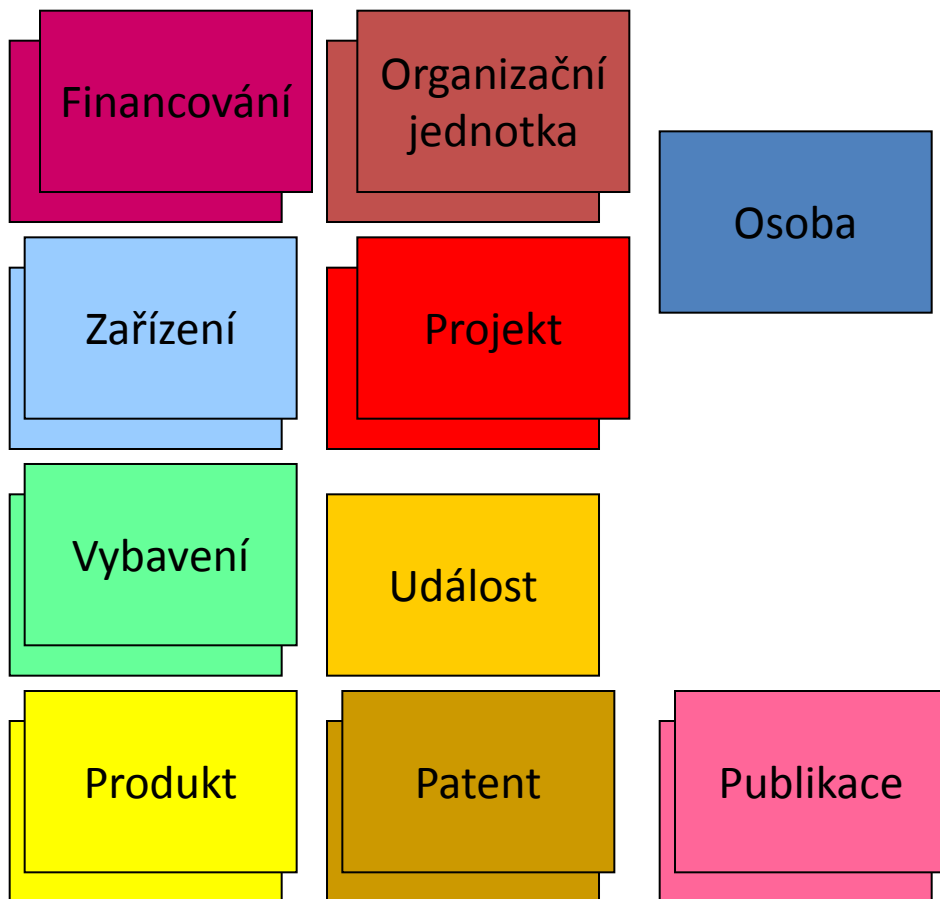 Financování
Organizační
jednotka
Osoba
Zařízení
Projekt
Vybavení
Událost
Produkt
Patent
Publikace